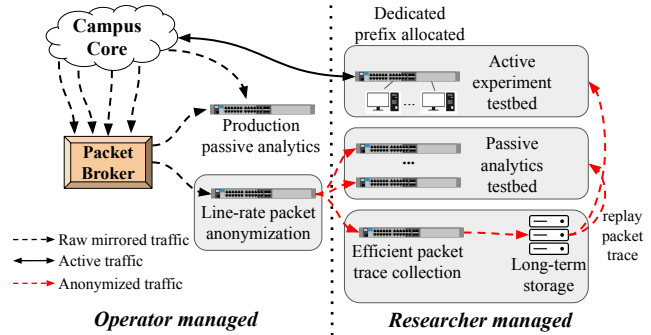 Campus
Core
Dedicated
prefix allocated
Active
experiment
testbed
...
Packet
Broker
Production
passive analytics
Passive
analytics
testbed
...
Line-rate packet
anonymization
Efficient packet
trace collection
Long-term
storage
replay
packet
trace
Raw mirrored traffic
Active traffic
Anonymized traffic
Operator managed
Researcher managed